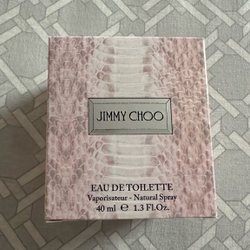 JIMMY CHOO
EAU DE TOILETTE
Vaporisateur - Natural Spray
40 ml e 1.3 Fl.Oz.